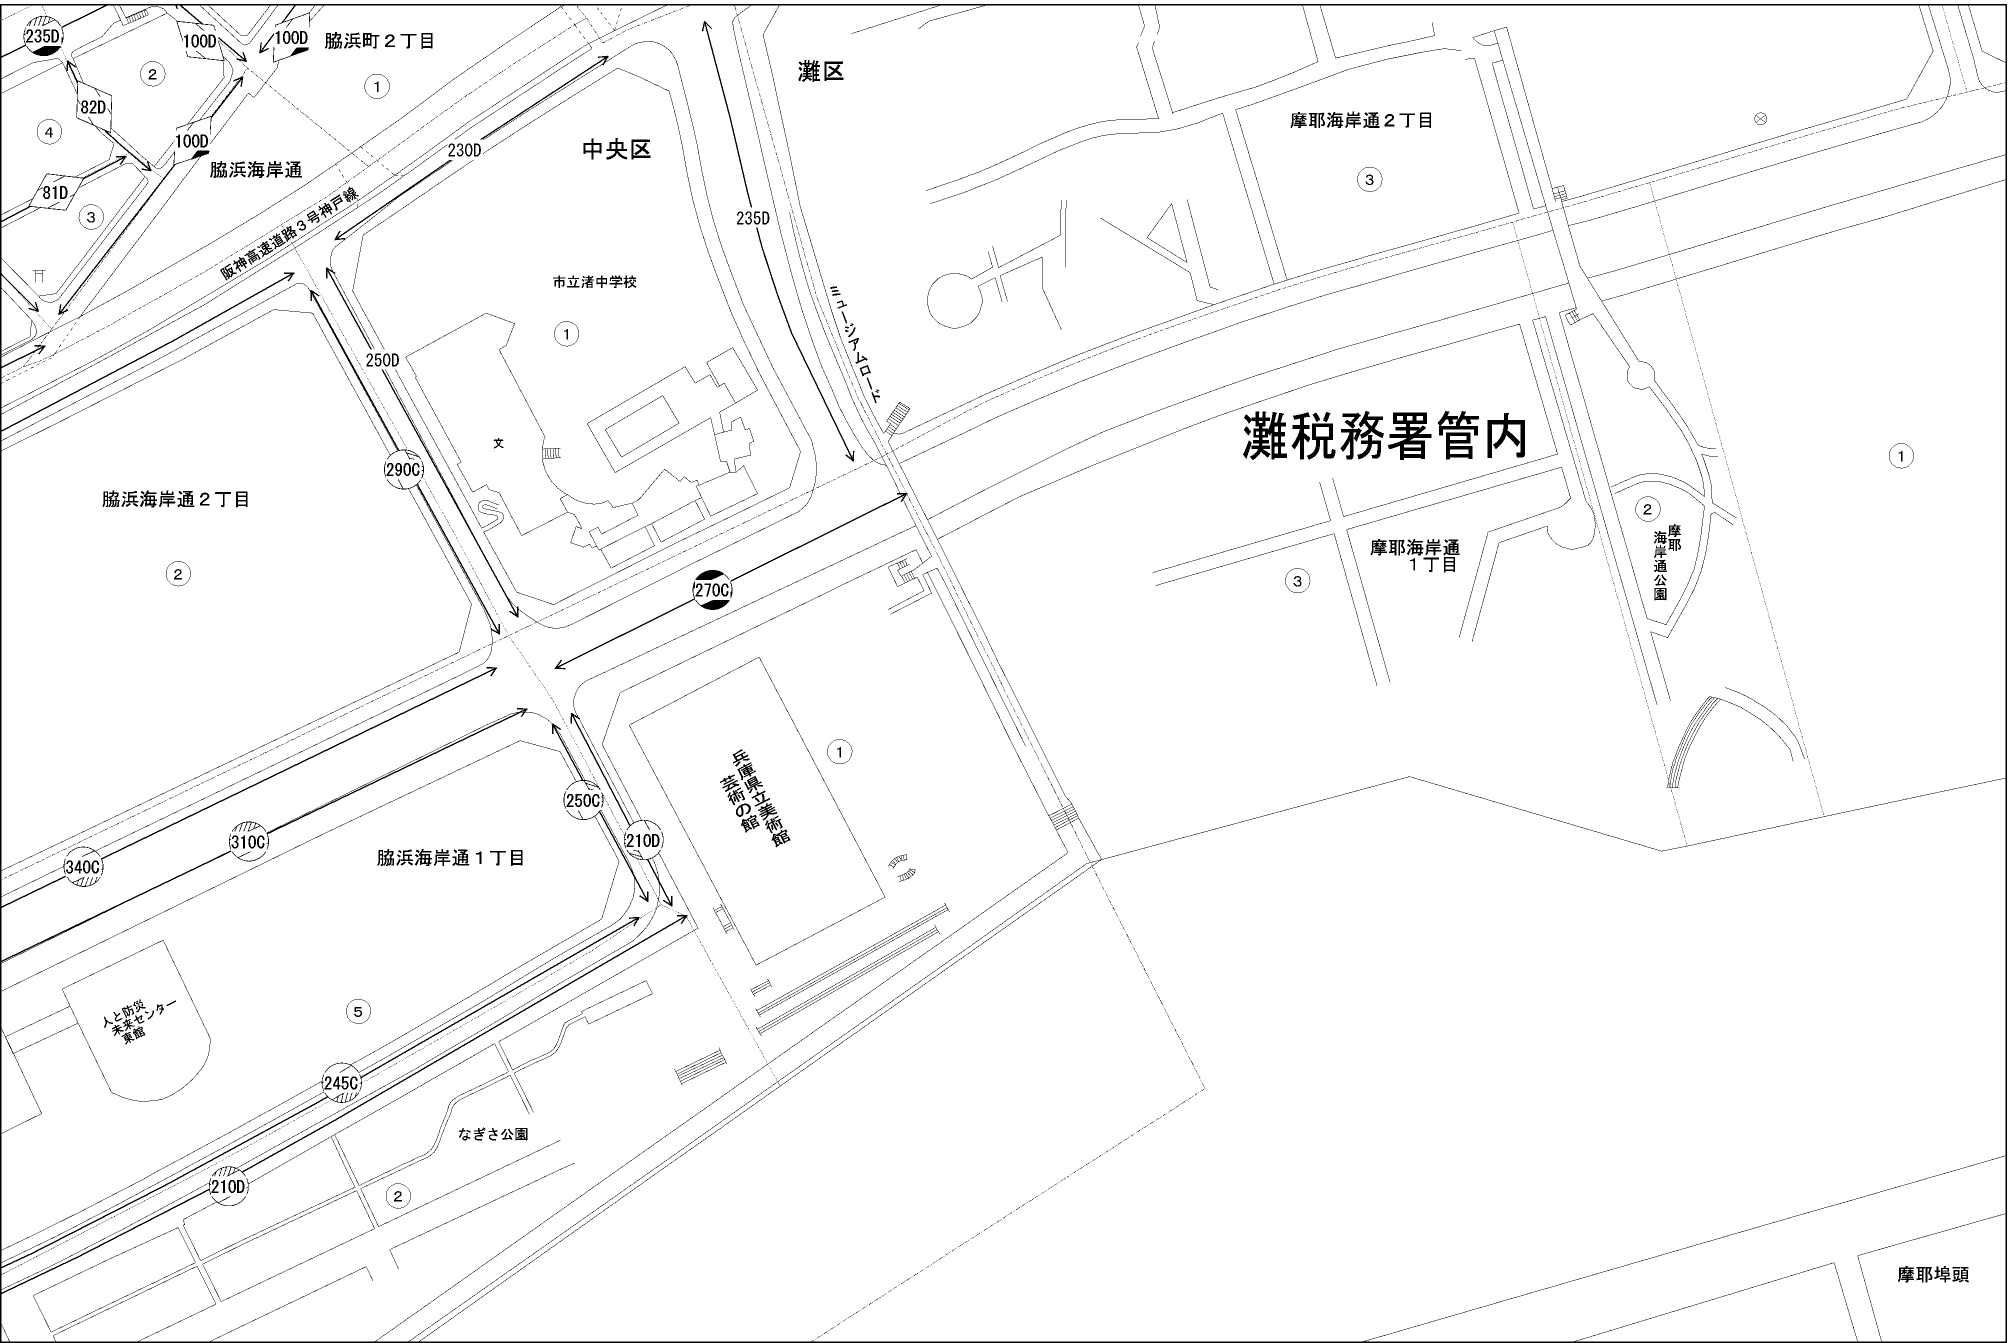 235D
100D
100D
脇浜町２丁目
①
②
82D
④
100D
脇浜海岸通
81D
③
阪神高速道路３号神戸線
230D
中央区
灘区
235D
摩耶海岸通２丁目
③
市立渚中学校
①
ミュージアムロード
250D
文
290C
脇浜海岸通２丁目
②
灘税務署管内
①
②
摩耶
海岸通公園
摩耶海岸通
１丁目
③
270C
兵庫県立美術館
芸術の館
①
250C
210D
340C
310C
脇浜海岸通１丁目
人と防災
未来センター
東館
⑤
245C
なぎさ公園
210D
②
摩耶埠頭